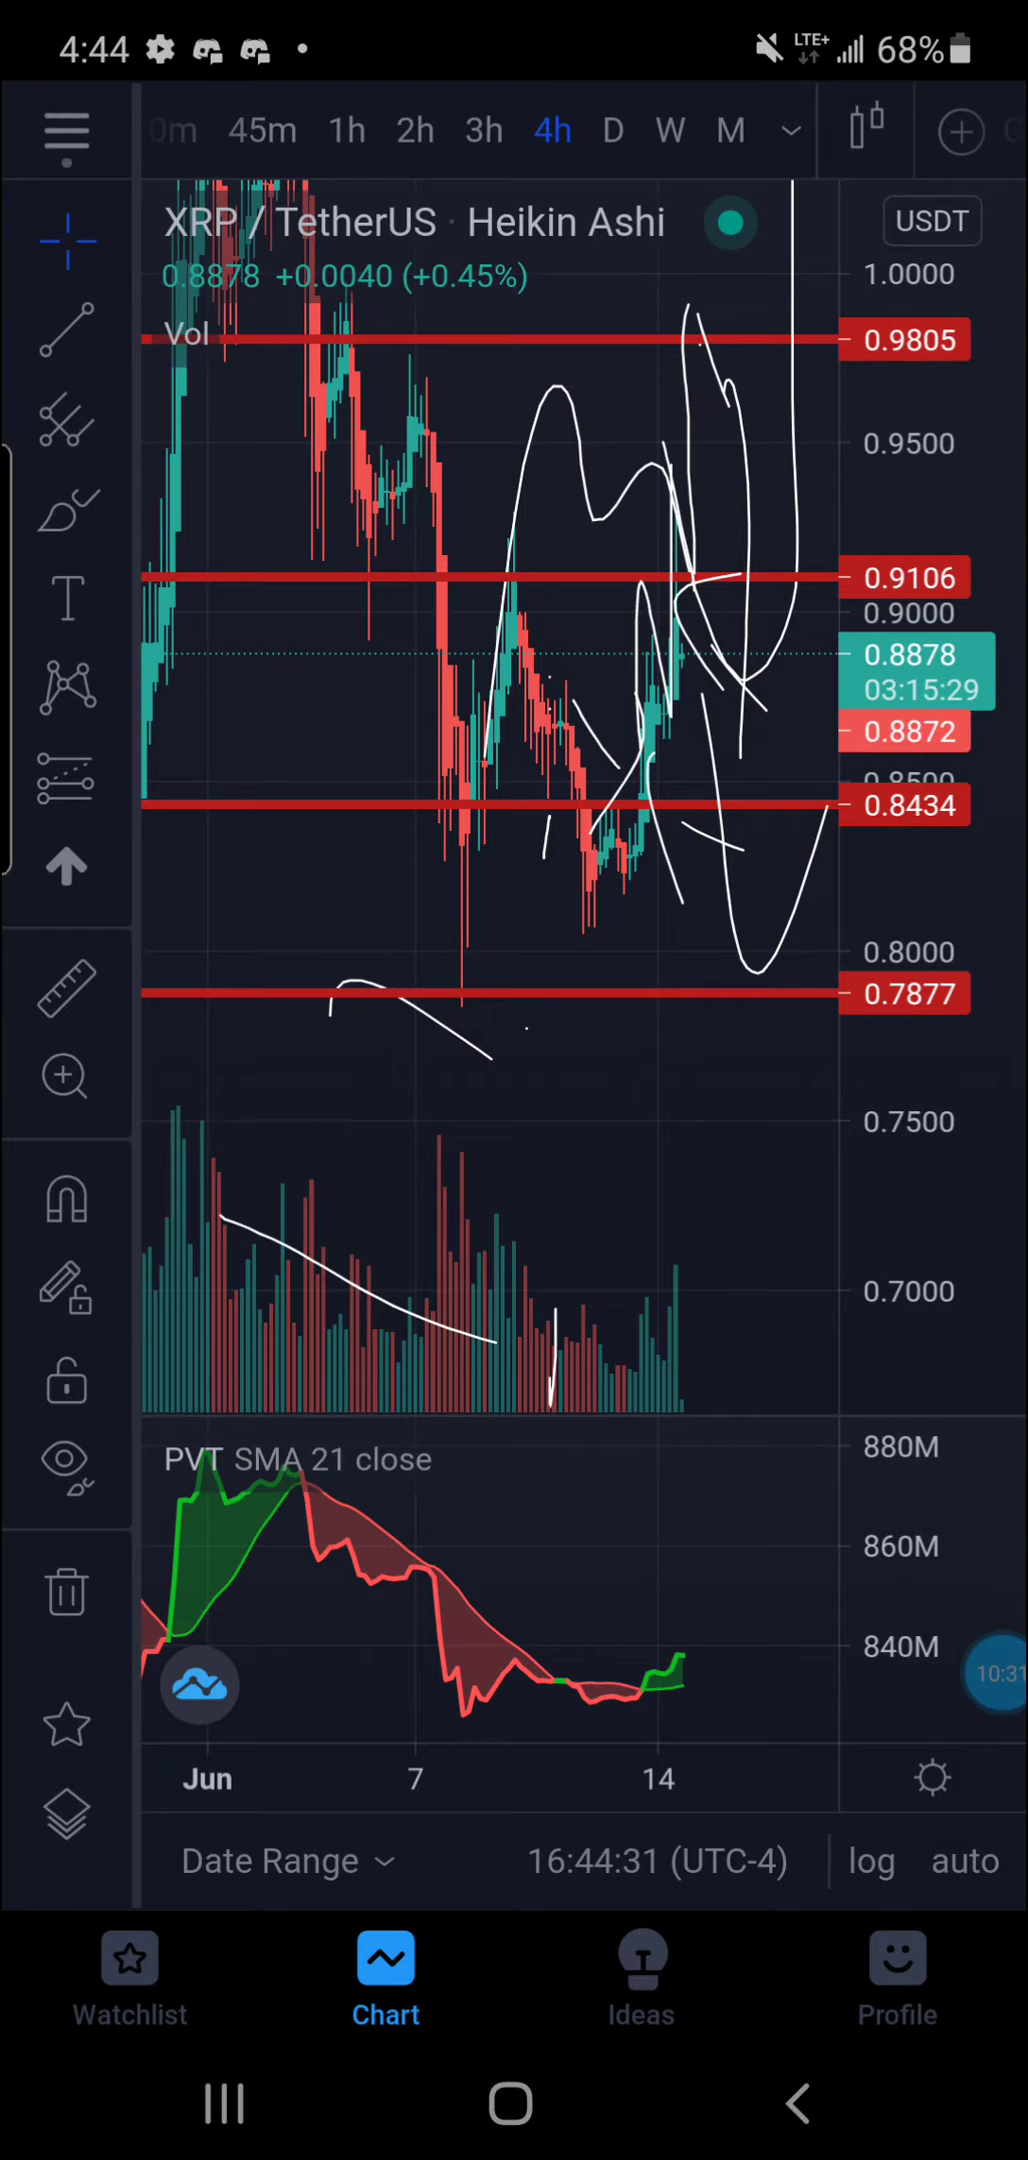 4:44 LTE+ 68%
45m 1h 2h 3h 4h D W M
XRP / TetherUS · Heikin Ashi USDT
0.8878 +0.0040 (+0.45%)
Vol
1.0000
0.9805
0.9500
0.9106
0.9000
0.8878
03:15:29
0.8872
0.8500
0.8434
0.8000
0.7877
0.7500
0.7000
PVT SMA 21 close
880M
860M
840M
10:31
Jun 7 14
Date Range 16:44:31 (UTC-4) log auto
Watchlist Chart Ideas Profile